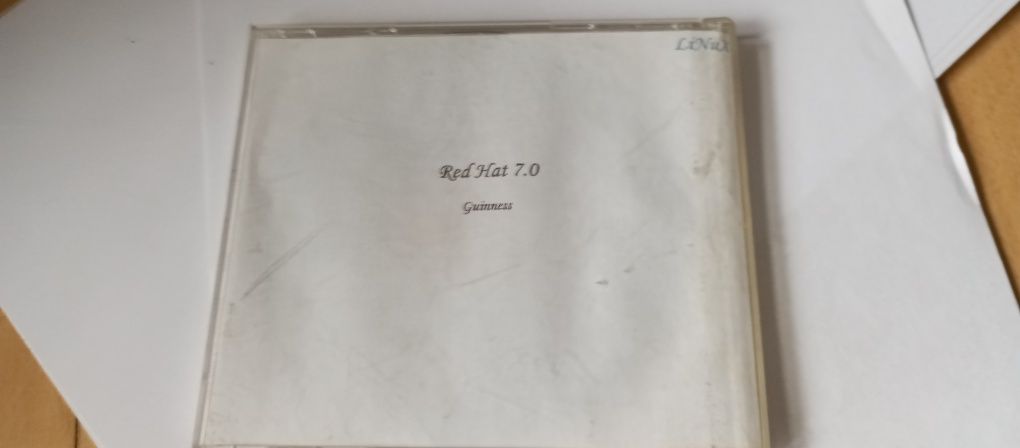 LiNuX
Red Hat 7.0
Guinness